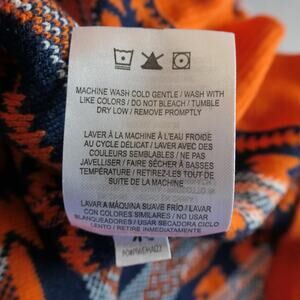 MACHINE WASH COLD GENTLE / WASH WITH
LIKE COLORS / DO NOT BLEACH / TUMBLE
DRY LOW / REMOVE PROMPTLY
LAVER À LA MACHINE À L'EAU FROIDE
AU CYCLE DÉLICAT / LAVER AVEC DES
COULEURS SEMBLABLES / NE PAS
JAVELLISER / FAIRE SÉCHER À BASSES
TEMPÉRATURE / RETIREZ-LES TOUT DE
SUITE DE LA MACHINE
LAVAR A MÁQUINA SUAVE FRÍO / LAVAR
CON COLORES SIMILARES / NO USAR
BLANQUEADORES / USAR SECADORA CICLO
LENTO / RETIRE INMEDIATAMENTE